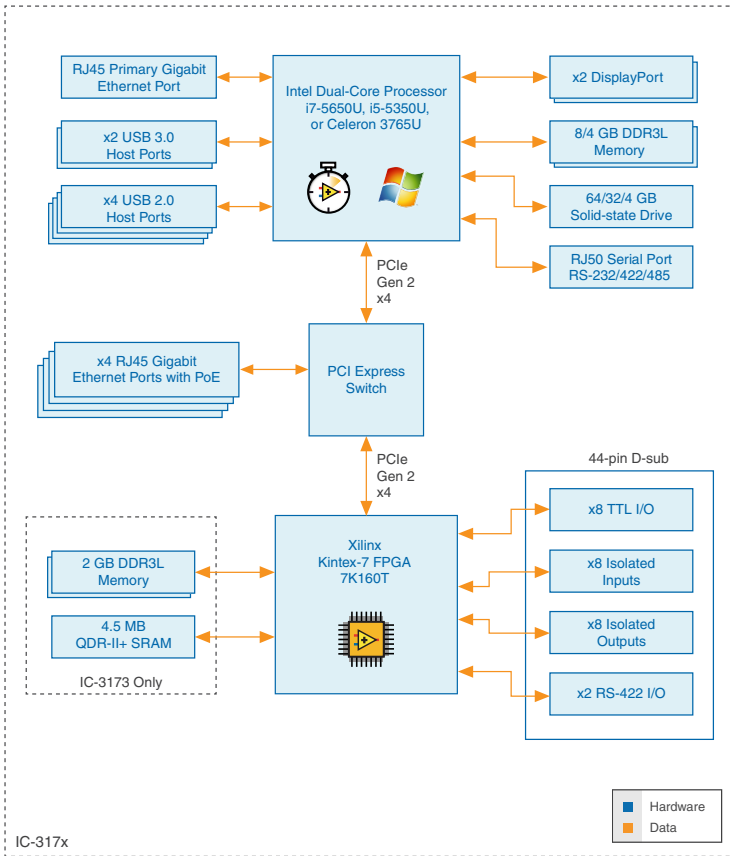 RJ45 Primary Gigabit
Ethernet Port
x2 USB 3.0
Host Ports
x4 USB 2.0
Host Ports
Intel Dual-Core Processor
i7-5650U, i5-5350U,
or Celeron 3765U
x2 DisplayPort
8/4 GB DDR3L
Memory
64/32/4 GB
Solid-state Drive
RJ50 Serial Port
RS-232/422/485
PCIe
Gen 2
x4
x4 RJ45 Gigabit
Ethernet Ports with PoE
PCI Express
Switch
PCIe
Gen 2
x4
44-pin D-sub
x8 TTL I/O
x8 Isolated
Inputs
x8 Isolated
Outputs
x2 RS-422 I/O
Xilinx
Kintex-7 FPGA
7K160T
2 GB DDR3L
Memory
4.5 MB
QDR-II+ SRAM
IC-3173 Only
Hardware
Data
IC-317x